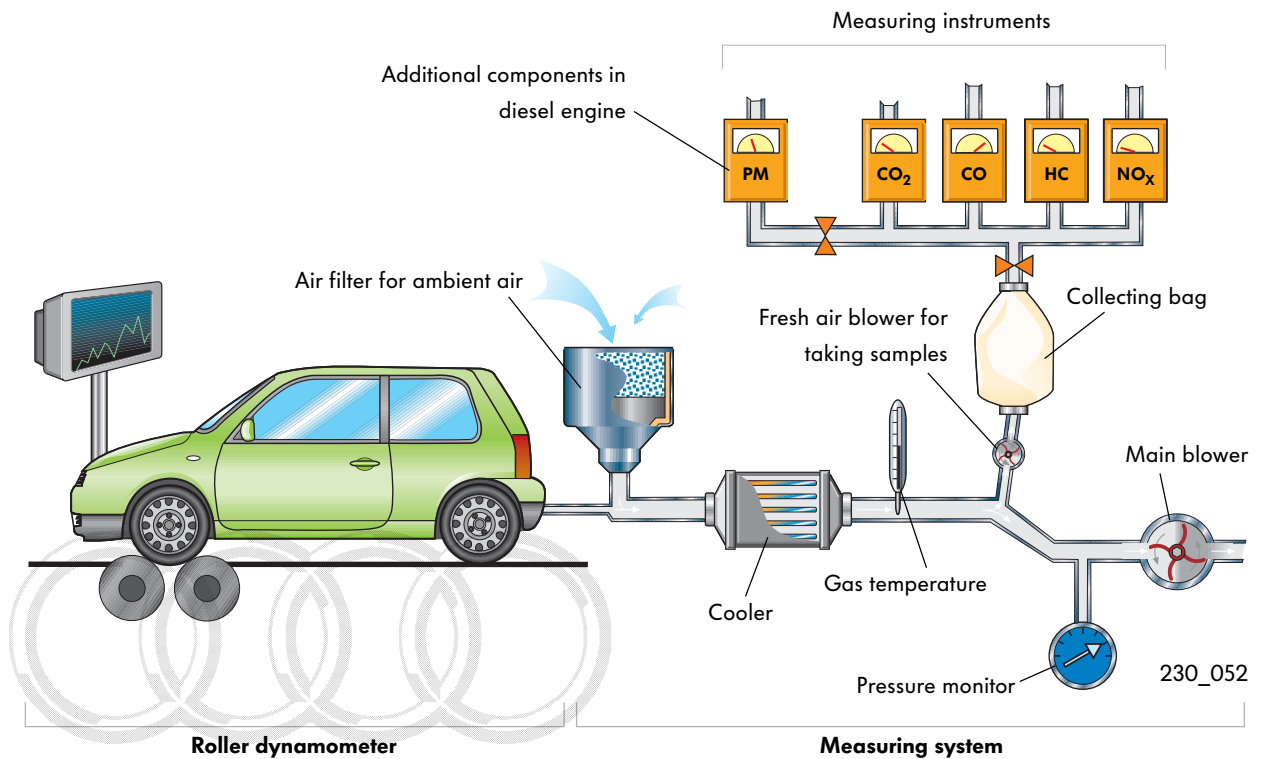 Measuring instruments
Additional components in
diesel engine
PM
CO₂
CO
HC
NOX
Air filter for ambient air
Fresh air blower for
taking samples
Collecting bag
Main blower
Gas temperature
Cooler
Pressure monitor
230_052
Roller dynamometer
Measuring system